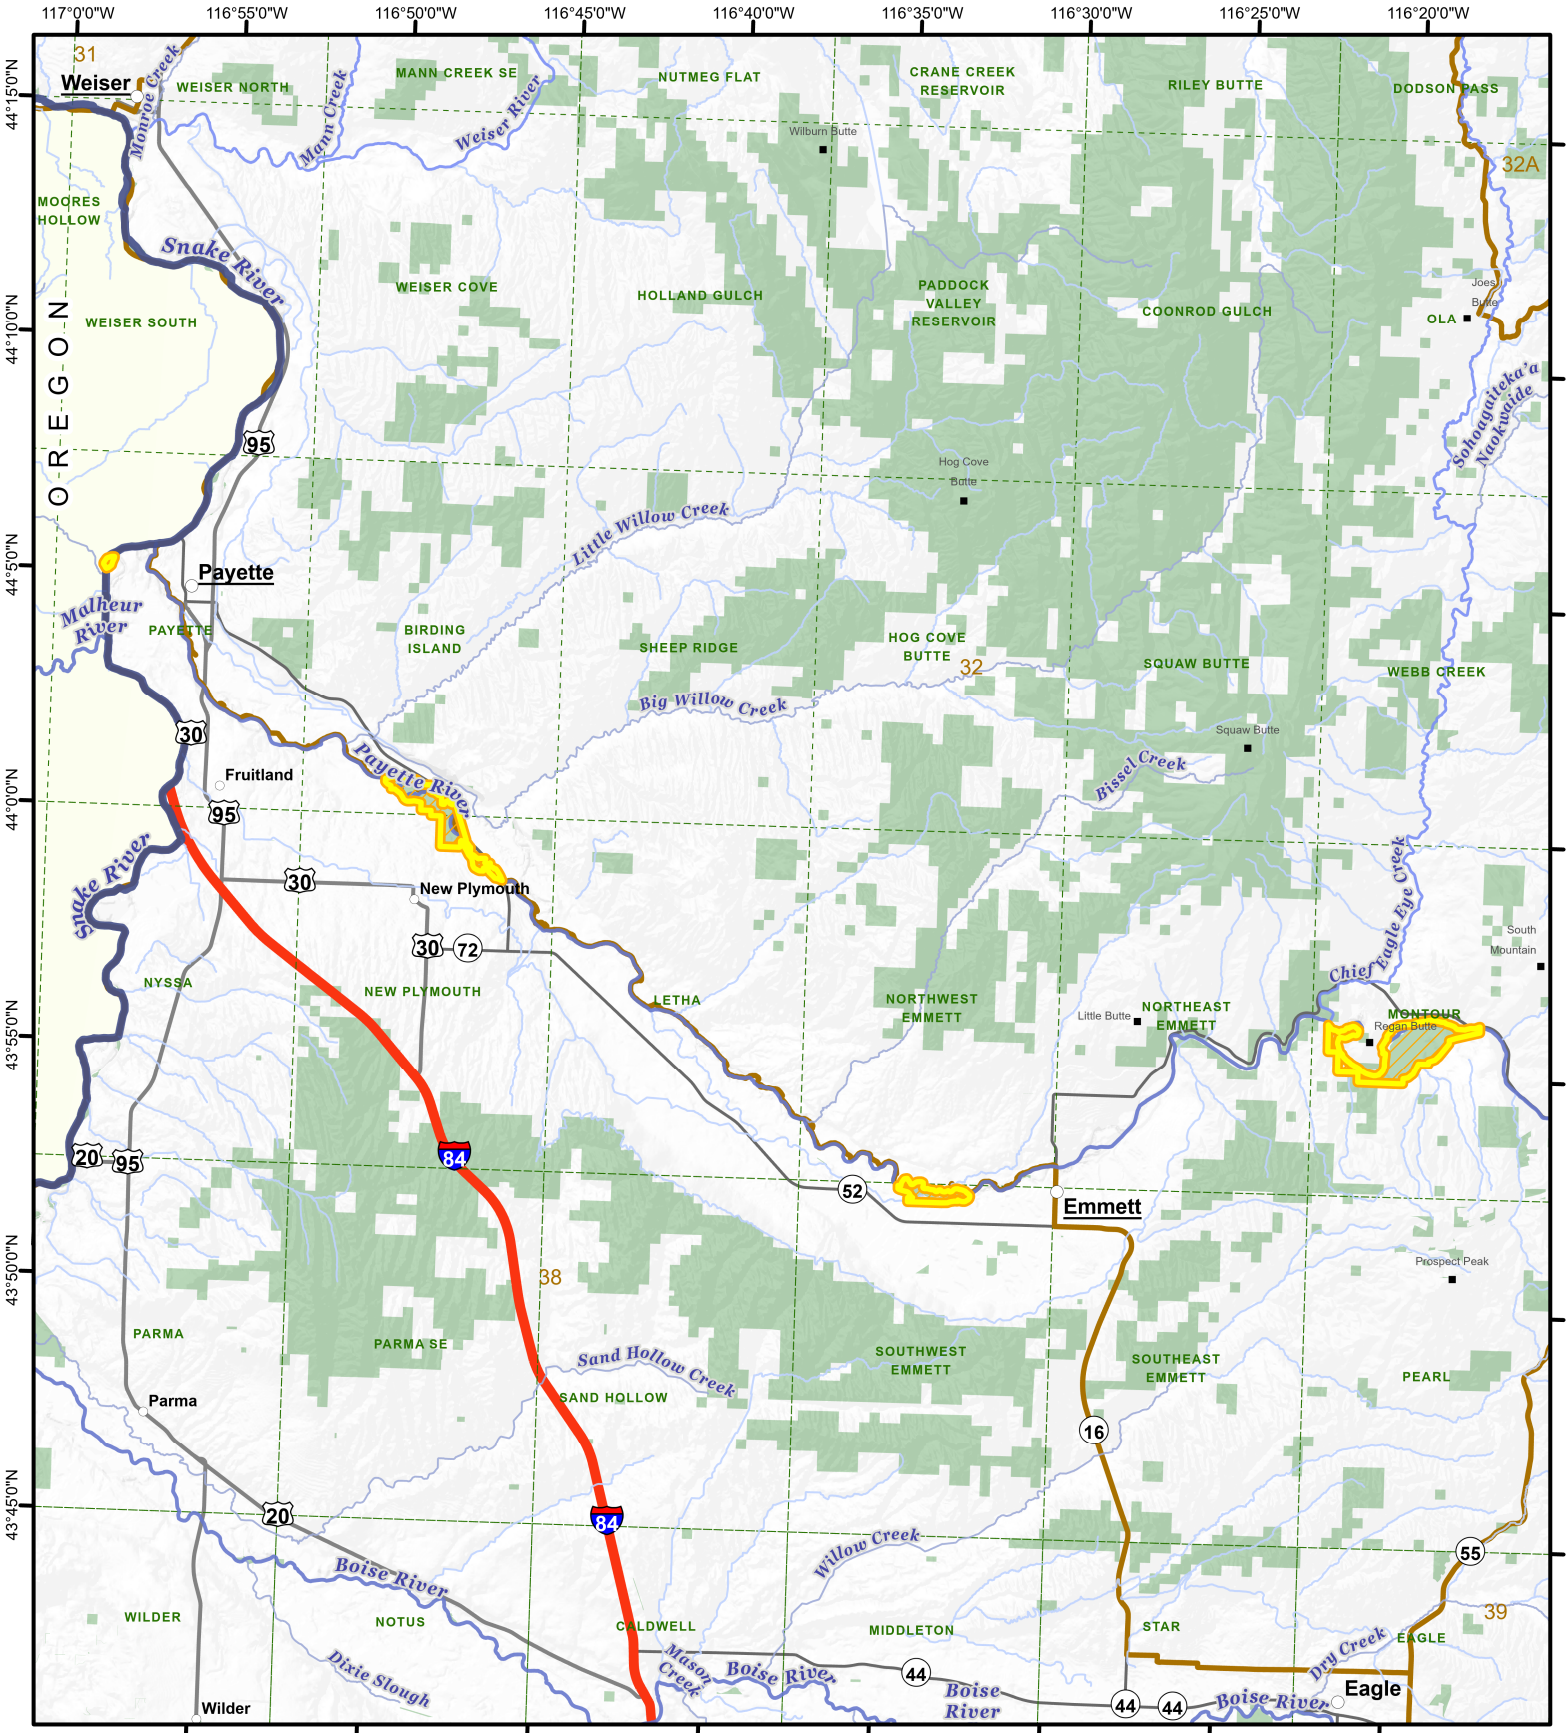 117°0'0"W
116°55'0"W
116°50'0"W
116°45'0"W
116°40'0"W
116°35'0"W
116°30'0"W
116°25'0"W
116°20'0"W
31
Weiser
Monroe Creek
WEISER NORTH
Mann Creek
MANN CREEK SE
Weiser River
NUTMEG FLAT
CRANE CREEK
RESERVOIR
RILEY BUTTE
DODSON PASS
44°15'0"N
Wilburn Butte
32A
MOORES
HOLLOW
Snake River
WEISER COVE
HOLLAND GULCH
PADDOCK
VALLEY
RESERVOIR
COONROD GULCH
Joes
Butte
OLA
44°10'0"N
WEISER SOUTH
OREGON
Sohoagaiteka'a
Naokwaide
95
Hog Cove
Butte
Little Willow Creek
44°5'0"N
Payette
Malheur
River
PAYETTE
BIRDING
ISLAND
SHEEP RIDGE
HOG COVE
BUTTE
32
SQUAW BUTTE
WEBB CREEK
Big Willow Creek
30
Squaw Butte
Payette River
Bissel Creek
Fruitland
44°0'0"N
95
Snake River
30
New Plymouth
30
72
Chief Eagle Eye Creek
South
Mountain
NYSSA
NEW PLYMOUTH
LETHA
NORTHWEST
EMMETT
Little Butte
NORTHEAST
EMMETT
MONTOUR
Regan Butte
43°55'0"N
20
95
84
52
Emmett
43°50'0"N
38
Prospect Peak
PARMA
PARMA SE
Sand Hollow Creek
SOUTHWEST
EMMETT
SOUTHEAST
EMMETT
PEARL
SAND HOLLOW
Parma
16
43°45'0"N
20
84
Willow Creek
55
Boise River
WILDER
NOTUS
CALDWELL
MIDDLETON
STAR
39
EAGLE
Dry Creek
Dixie Slough
Mason
Creek
Boise River
44
Boise
River
44
44
Boise River
Eagle
Wilder